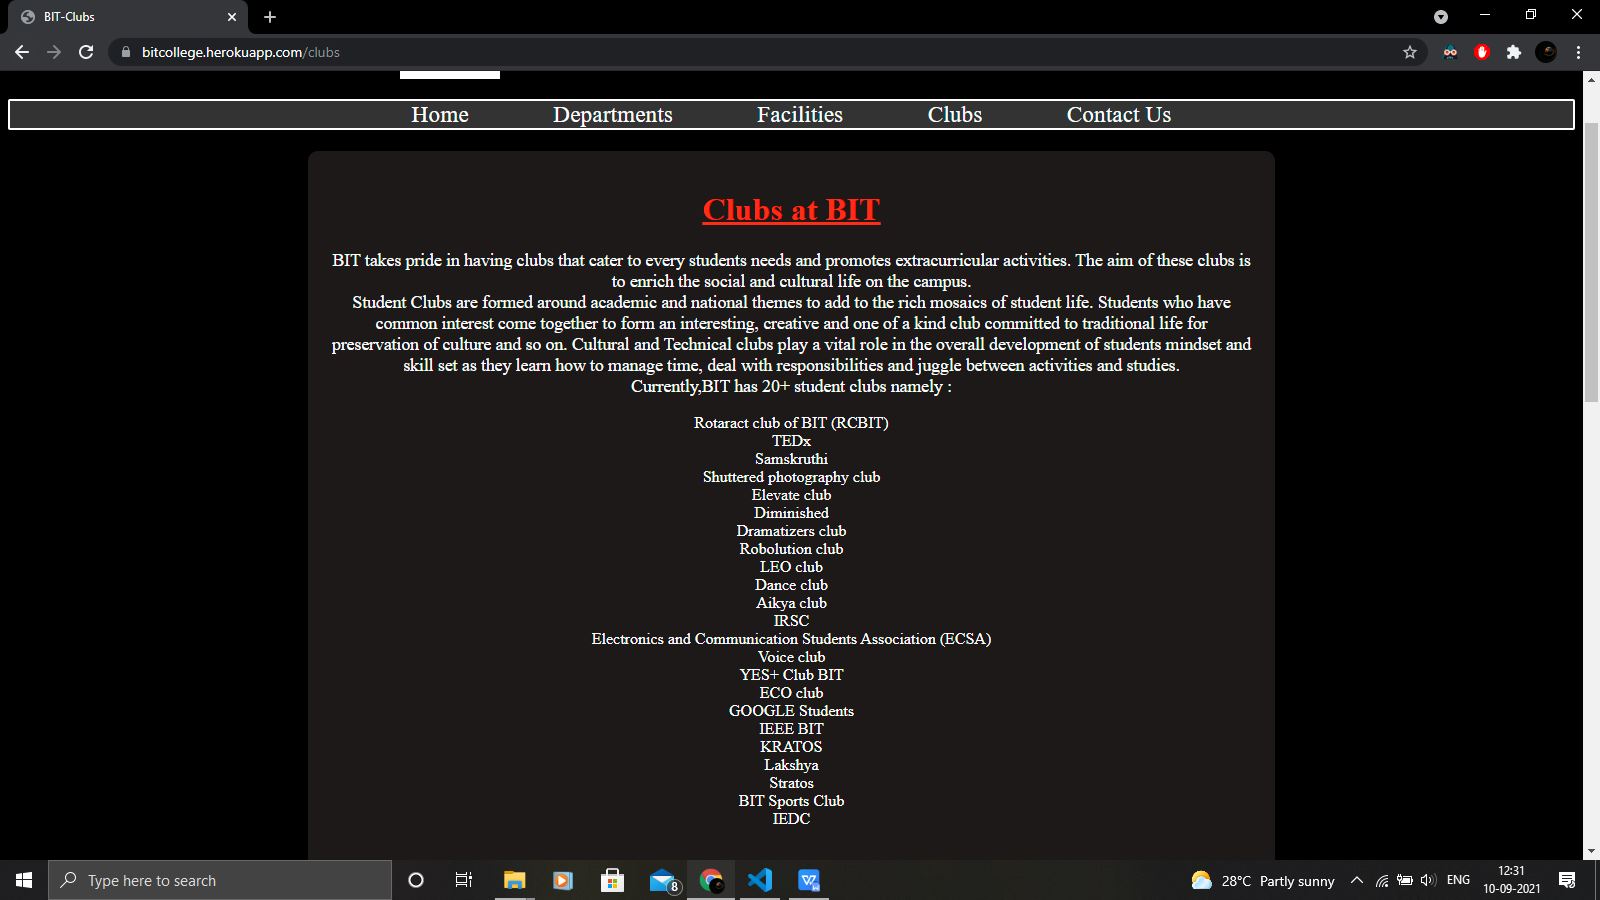 BIT-Clubs
bitcollege.herokuapp.com/clubs
Home Departments Facilities Clubs Contact Us
Clubs at BIT
BIT takes pride in having clubs that cater to every students needs and promotes extracurricular activities. The aim of these clubs is
to enrich the social and cultural life on the campus.
Student Clubs are formed around academic and national themes to add to the rich mosaics of student life. Students who have
common interest come together to form an interesting, creative and one of a kind club committed to traditional life for
preservation of culture and so on. Cultural and Technical clubs play a vital role in the overall development of students mindset and
skill set as they learn how to manage time, deal with responsibilities and juggle between activities and studies.
Currently,BIT has 20+ student clubs namely :
Rotaract club of BIT (RCBIT)
TEDx
Samskruthi
Shuttered photography club
Elevate club
Diminished
Dramatizers club
Robolution club
LEO club
Dance club
Aikya club
IRSC
Electronics and Communication Students Association (ECSA)
Voice club
YES+ Club BIT
ECO club
GOOGLE Students
IEEE BIT
KRATOS
Lakshya
Stratos
BIT Sports Club
IEDC
Type here to search
8
28°C Partly sunny
ENG
12:31
10-09-2021